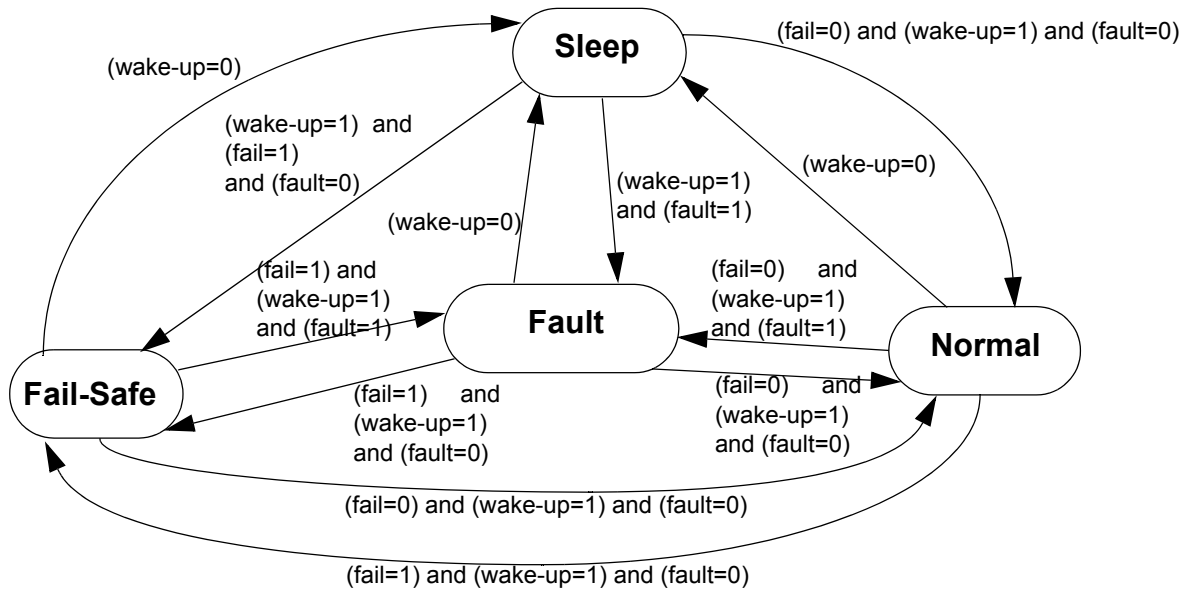 Sleep
(fail=0) and (wake-up=1) and (fault=0)
(wake-up=0)
(wake-up=1) and
(fail=1)
and (fault=0)
(wake-up=0)
(wake-up=1)
and (fault=1)
(wake-up=0)
(fail=1) and
(wake-up=1)
and (fault=1)
Fault
(fail=0) and
(wake-up=1)
and (fault=1)
Normal
Fail-Safe
(fail=1) and
(wake-up=1)
and (fault=0)
(fail=0) and
(wake-up=1)
and (fault=0)
(fail=0) and (wake-up=1) and (fault=0)
(fail=1) and (wake-up=1) and (fault=0)